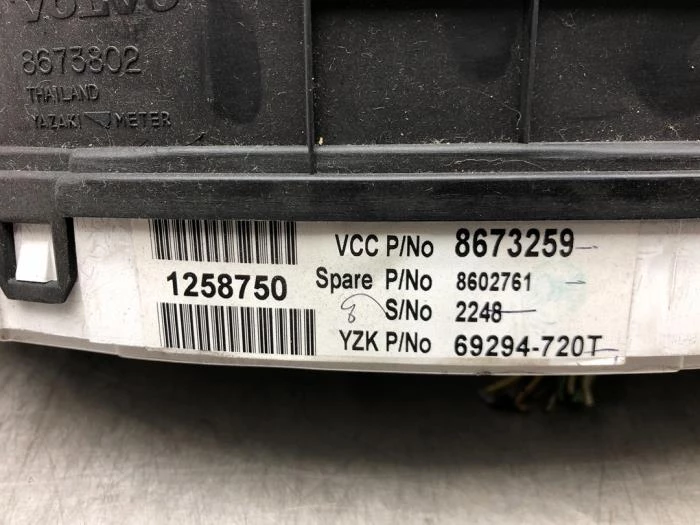 VOLVO
8673802
THAILAND
YAZAKI METER
VCC P/No 8673259
1258750
Spare P/No 8602761
8 S/No 2248
YZK P/No 69294-720T